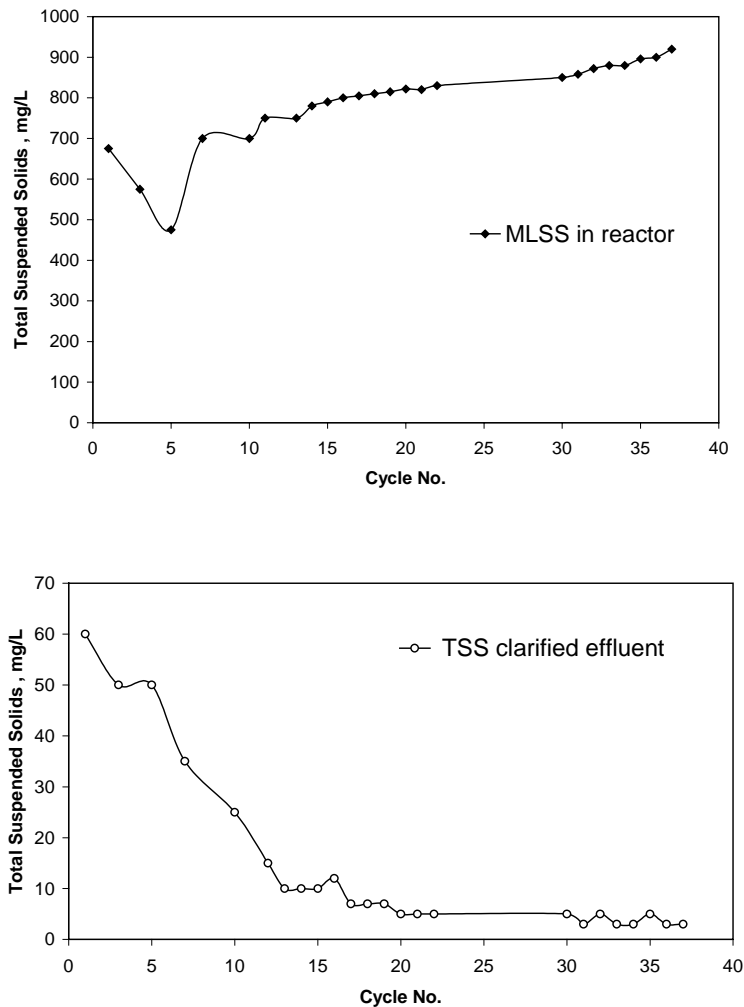 1000
900
800
700
600
500
400
300
200
100
0
0 5 10 15 20 25 30 35 40
Total Suspended Solids , mg/L
Cycle No.
MLSS in reactor
70
60
50
40
30
20
10
0
0 5 10 15 20 25 30 35 40
Total Suspended Solids , mg/L
Cycle No.
TSS clarified effluent